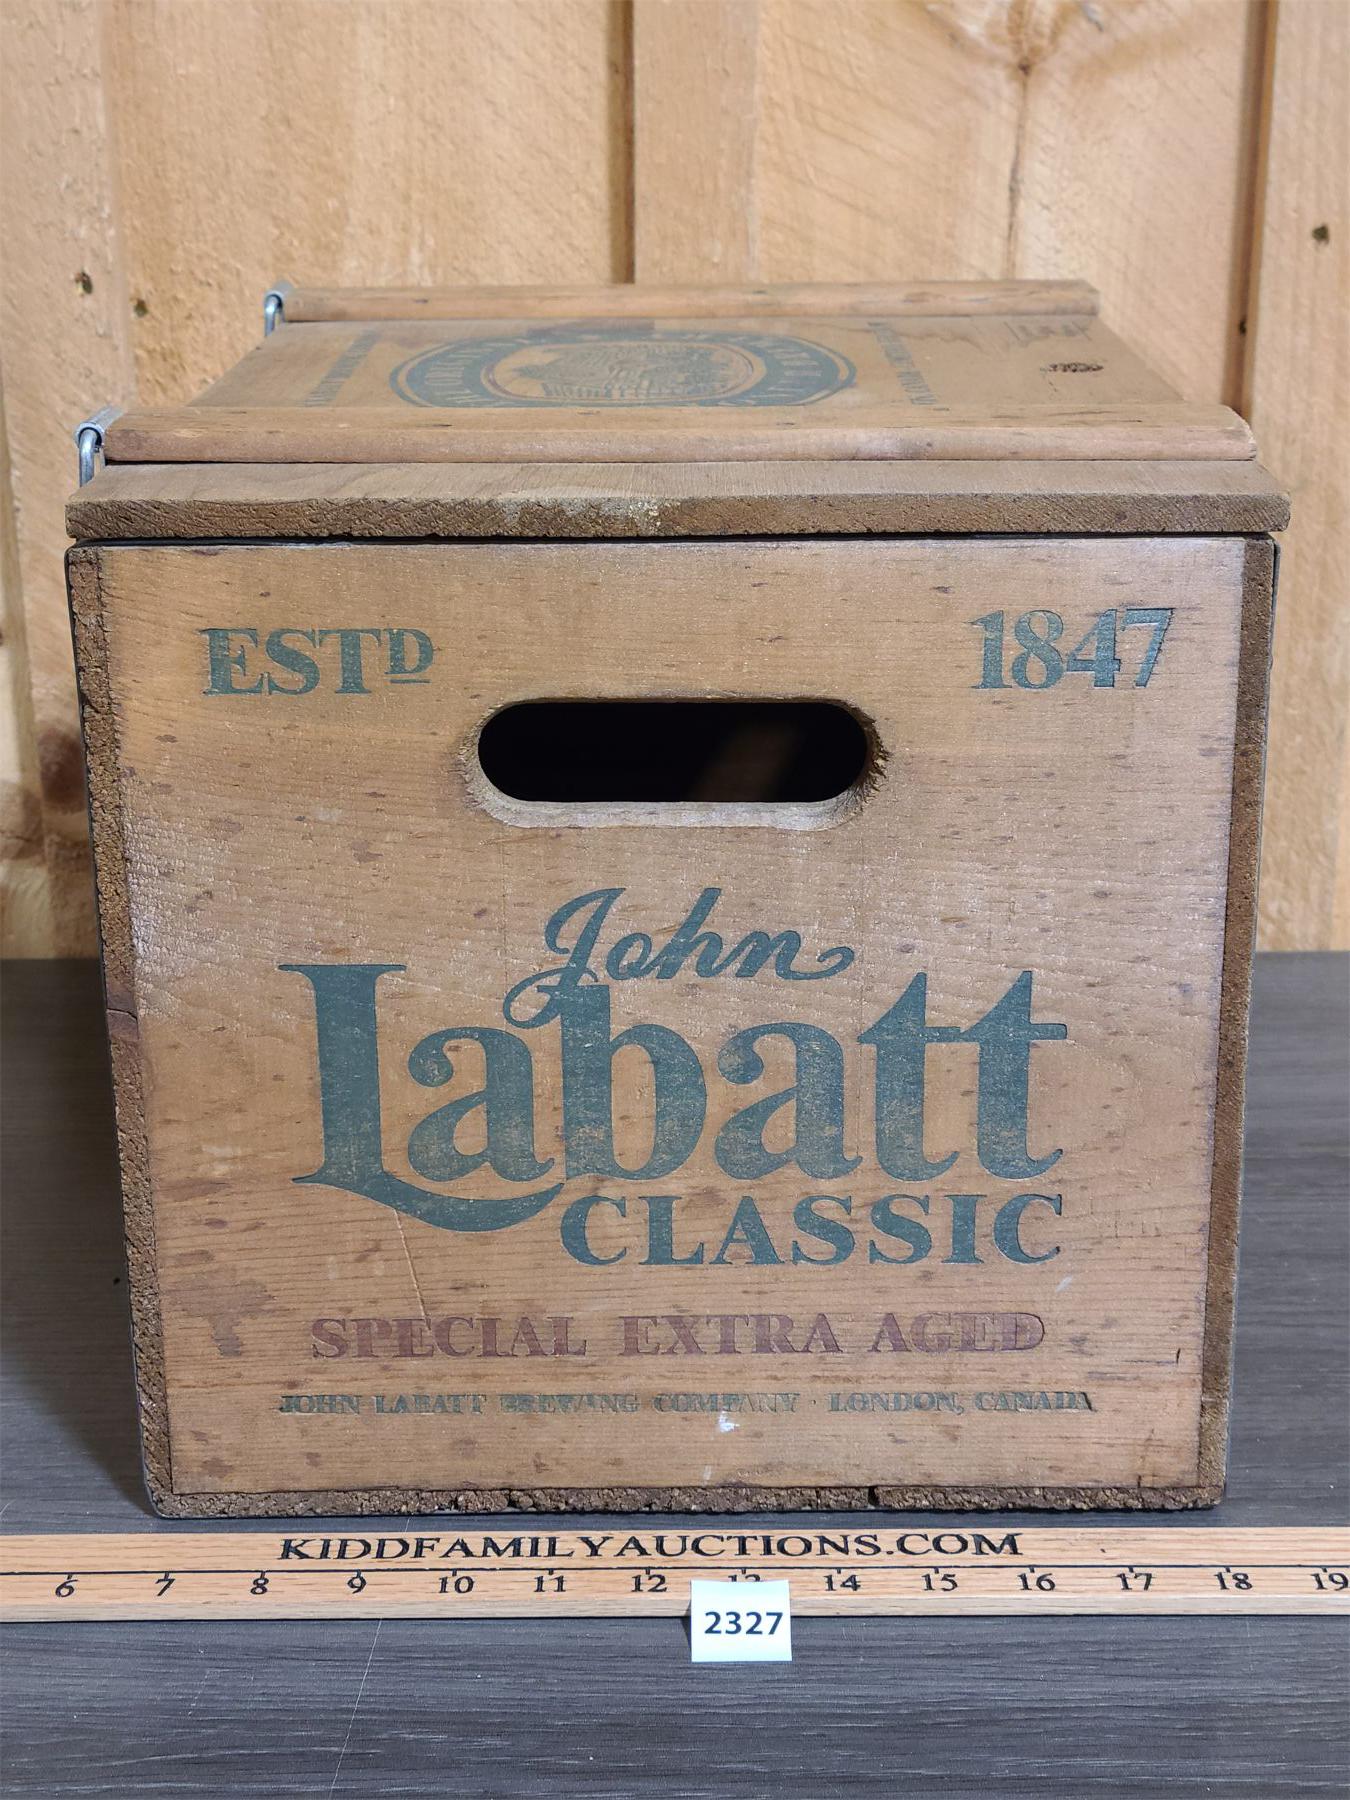 ESTD 1847
John
Labatt
CLASSIC
SPECIAL EXTRA AGED
JOHN LABATT BREWING COMPANY · LONDON, CANADA
KIDDFAMILYAUCTIONS.COM
6 7 8 9 10 11 12 13 14 15 16 17 18 19
2327